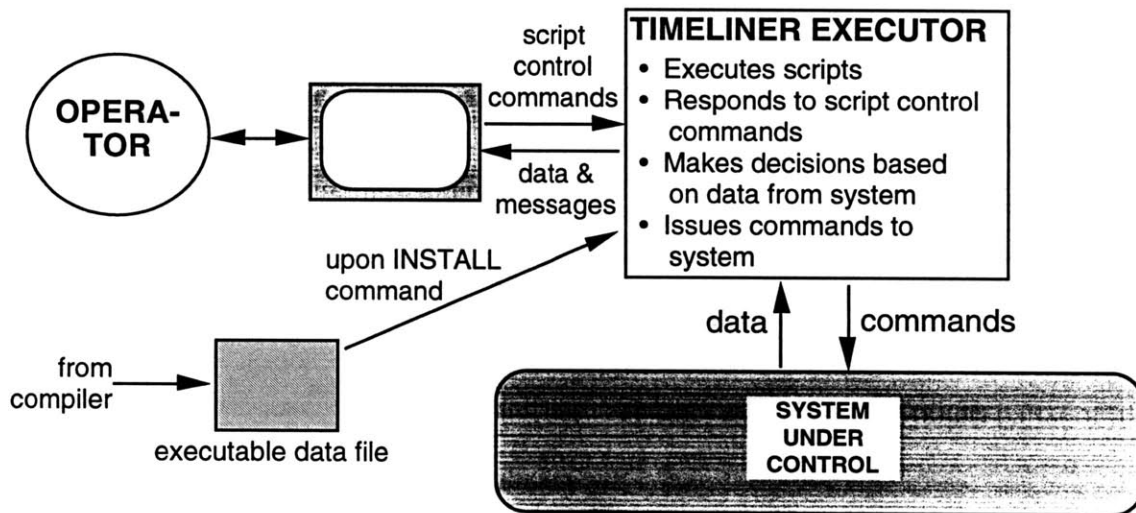 OPERA-
TOR
script
control
commands
data &
messages
TIMELINER EXECUTOR
• Executes scripts
• Responds to script control
commands
• Makes decisions based
on data from system
• Issues commands to
system
upon INSTALL
command
from
compiler
executable data file
data
commands
SYSTEM
UNDER
CONTROL